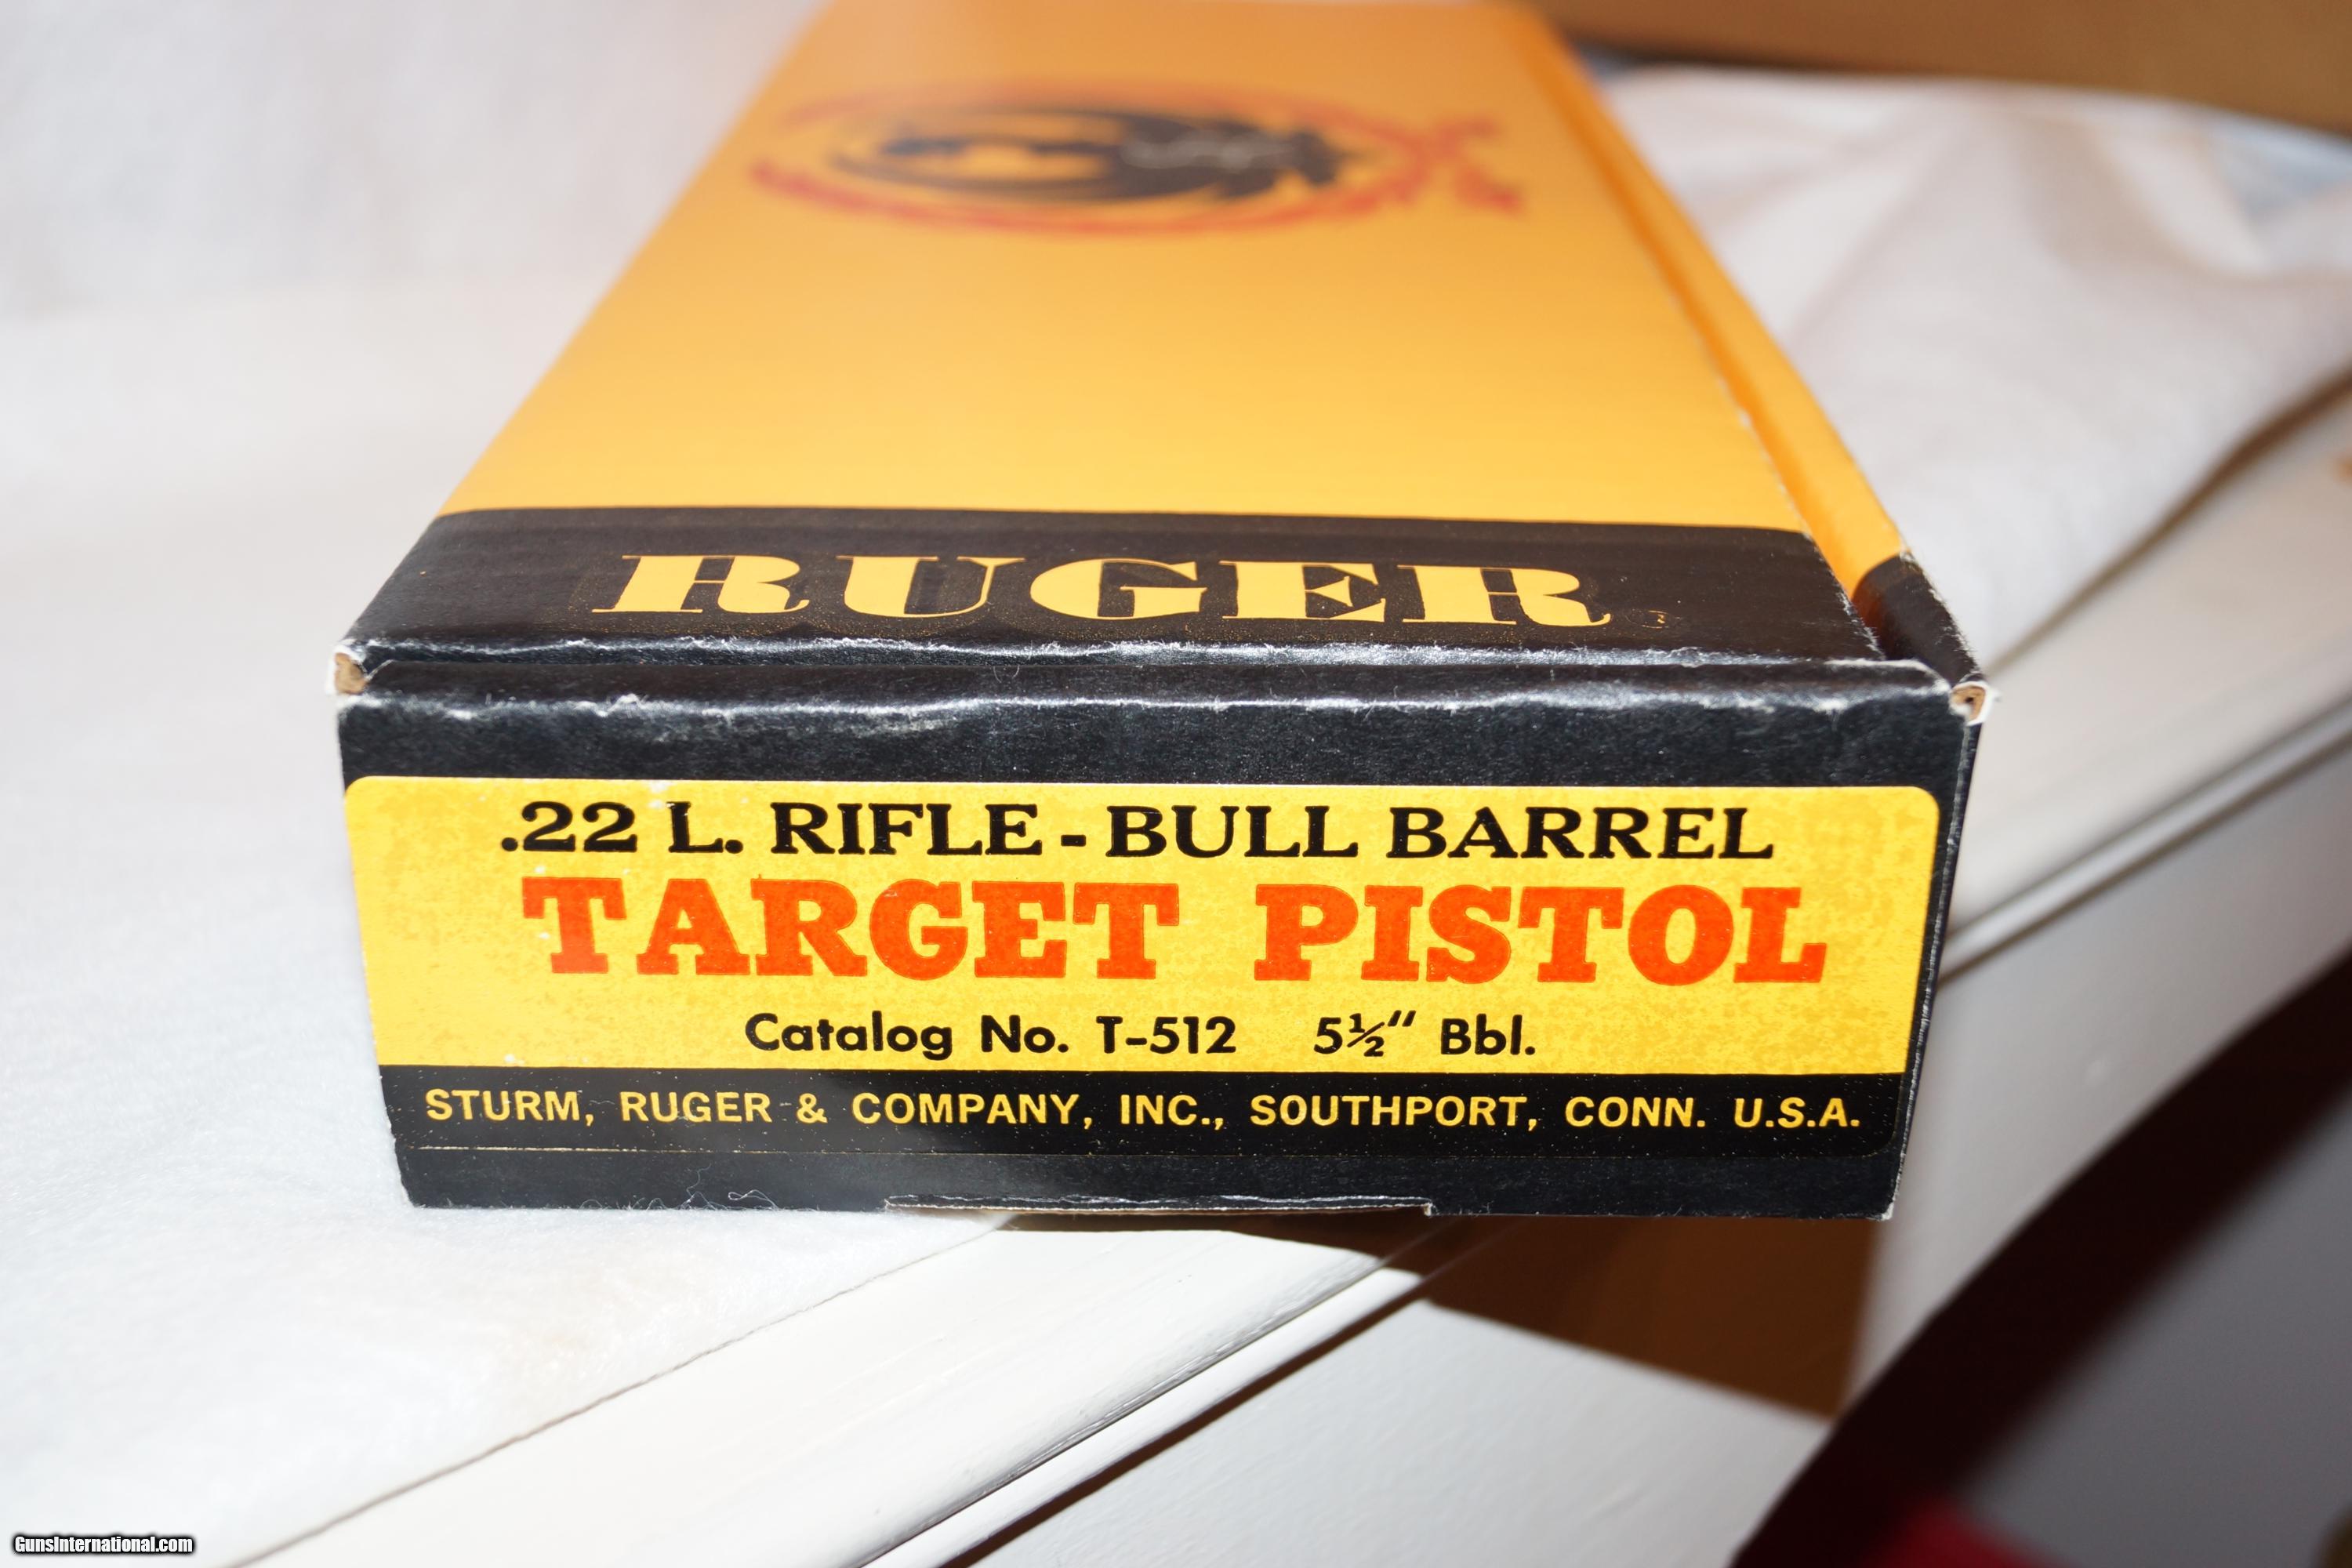 RUGER
.22 L. RIFLE - BULL BARREL
TARGET PISTOL
Catalog No. T-512 5½" Bbl.
STURM, RUGER & COMPANY, INC., SOUTHPORT, CONN. U.S.A.
GunsInternational.com